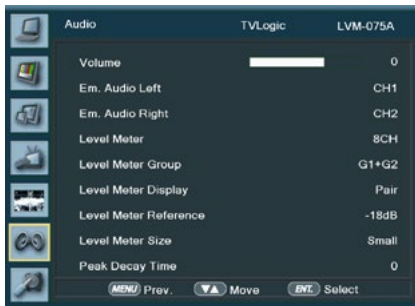 Audio TVLogic LVM-075A
Volume 0
Em. Audio Left CH1
Em. Audio Right CH2
Level Meter 8CH
Level Meter Group G1+G2
Level Meter Display Pair
Level Meter Reference -18dB
Level Meter Size Small
Peak Decay Time 0
MENU Prev. ▼▲ Move ENT. Select